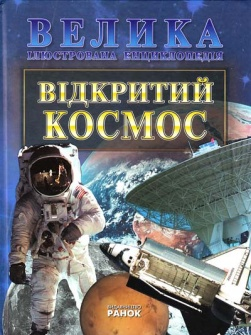 ВЕЛИКА
ІЛЮСТРОВАНА ЕНЦИКЛОПЕДІЯ
ВІДКРИТИЙ
КОСМОС
ВИДАВНИЦТВО
РАНОК